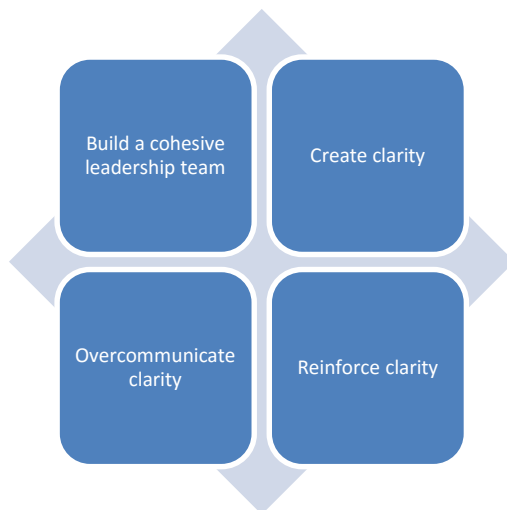 Build a cohesive
leadership team
Create clarity
Overcommunicate
clarity
Reinforce clarity